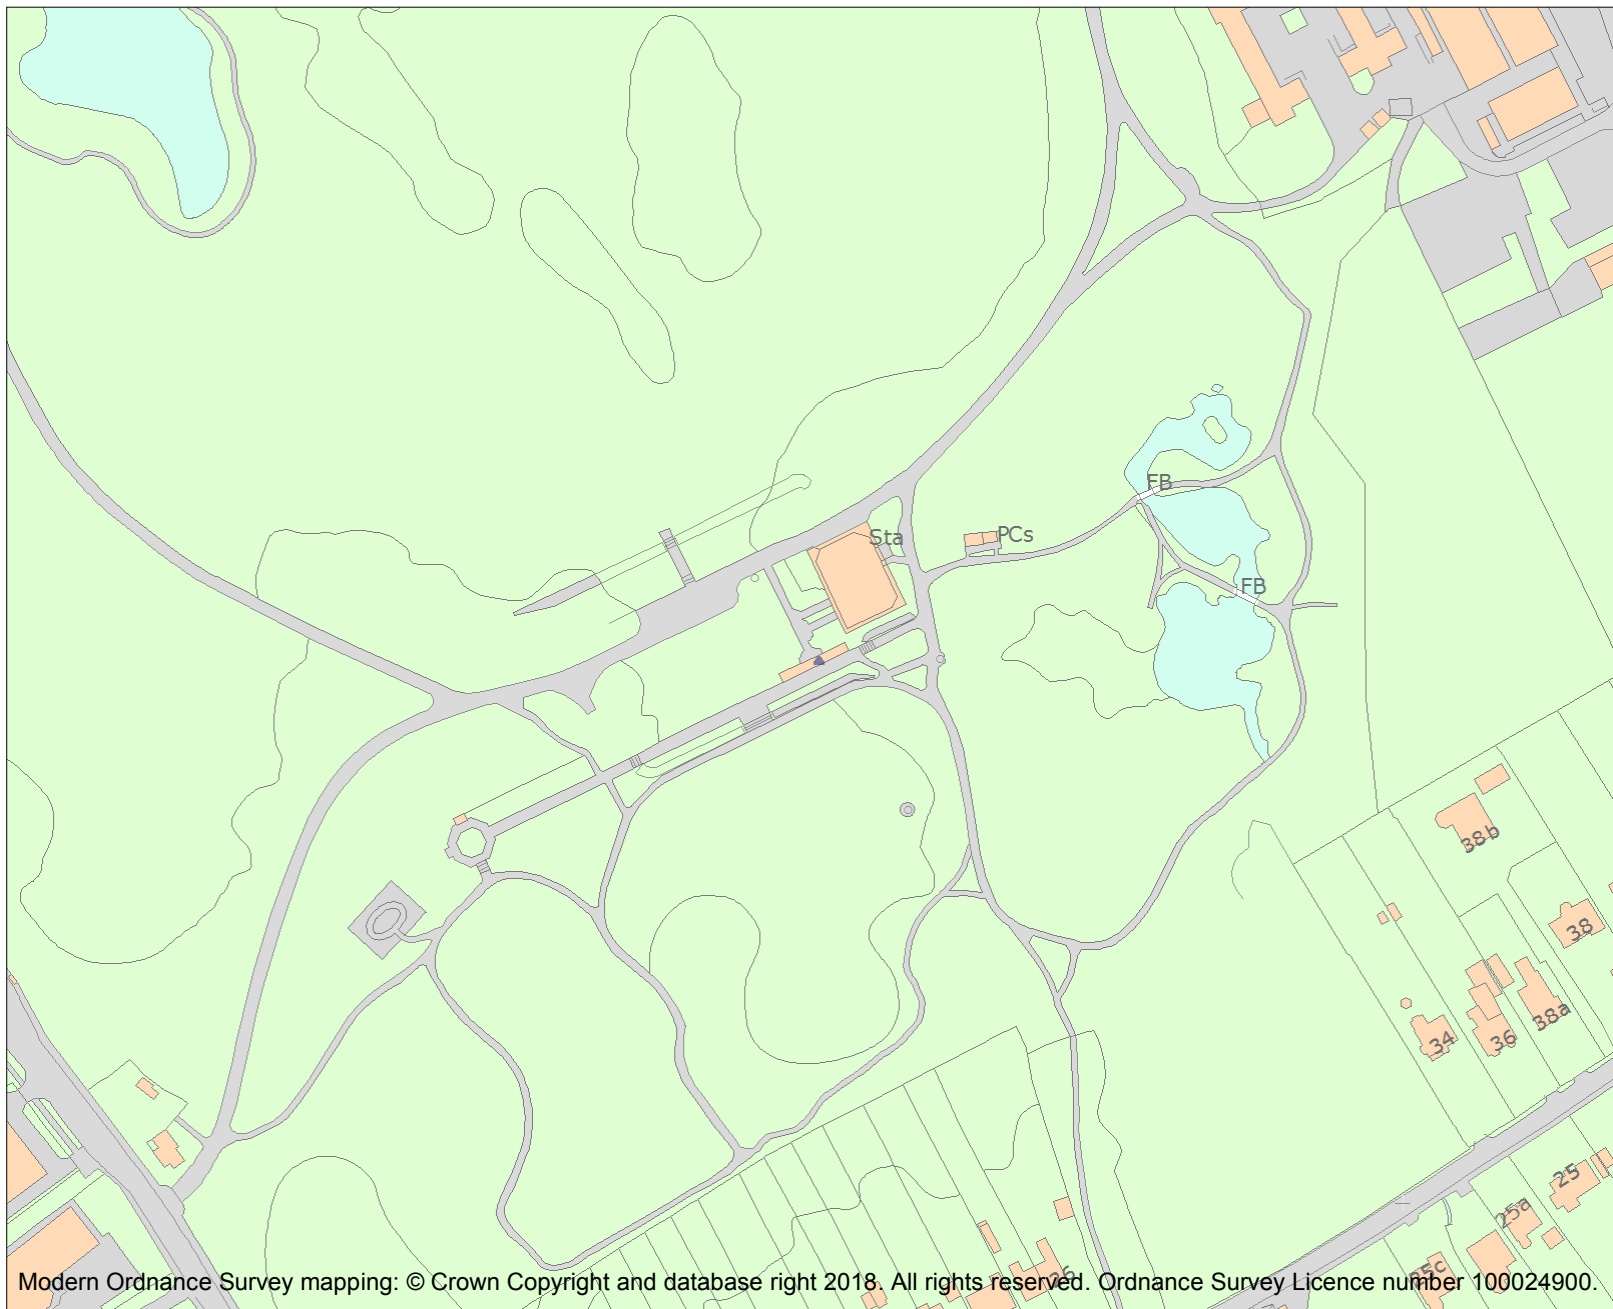 FB
Sta
PCs
FB
38b
38
38a
34
36
25
25a
26
Modern Ordnance Survey mapping: © Crown Copyright and database right 2018. All rights reserved. Ordnance Survey Licence number 100024900.